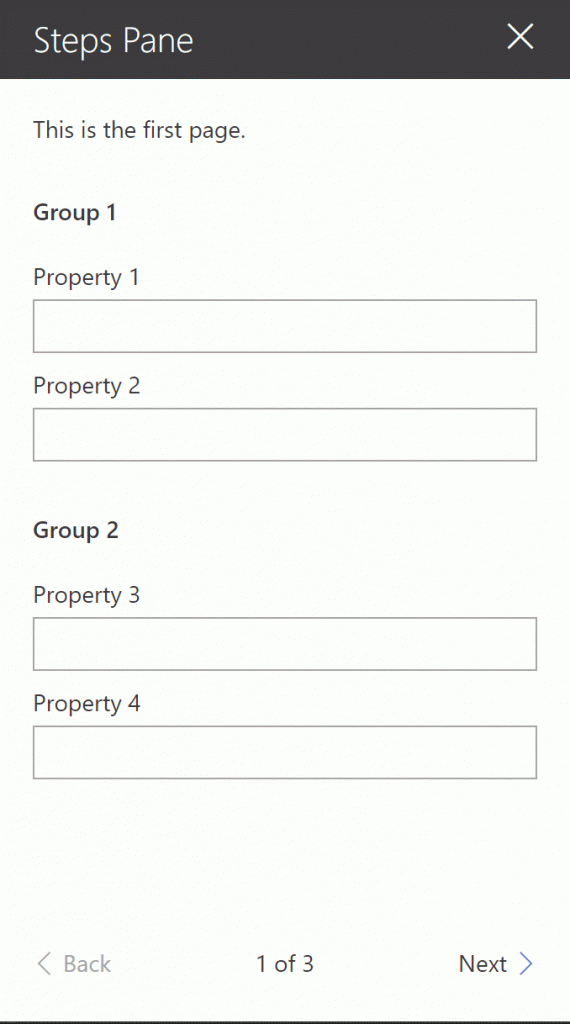 Steps Pane
This is the first page.
Group 1
Property 1
Property 2
Group 2
Property 3
Property 4
Back 1 of 3 Next